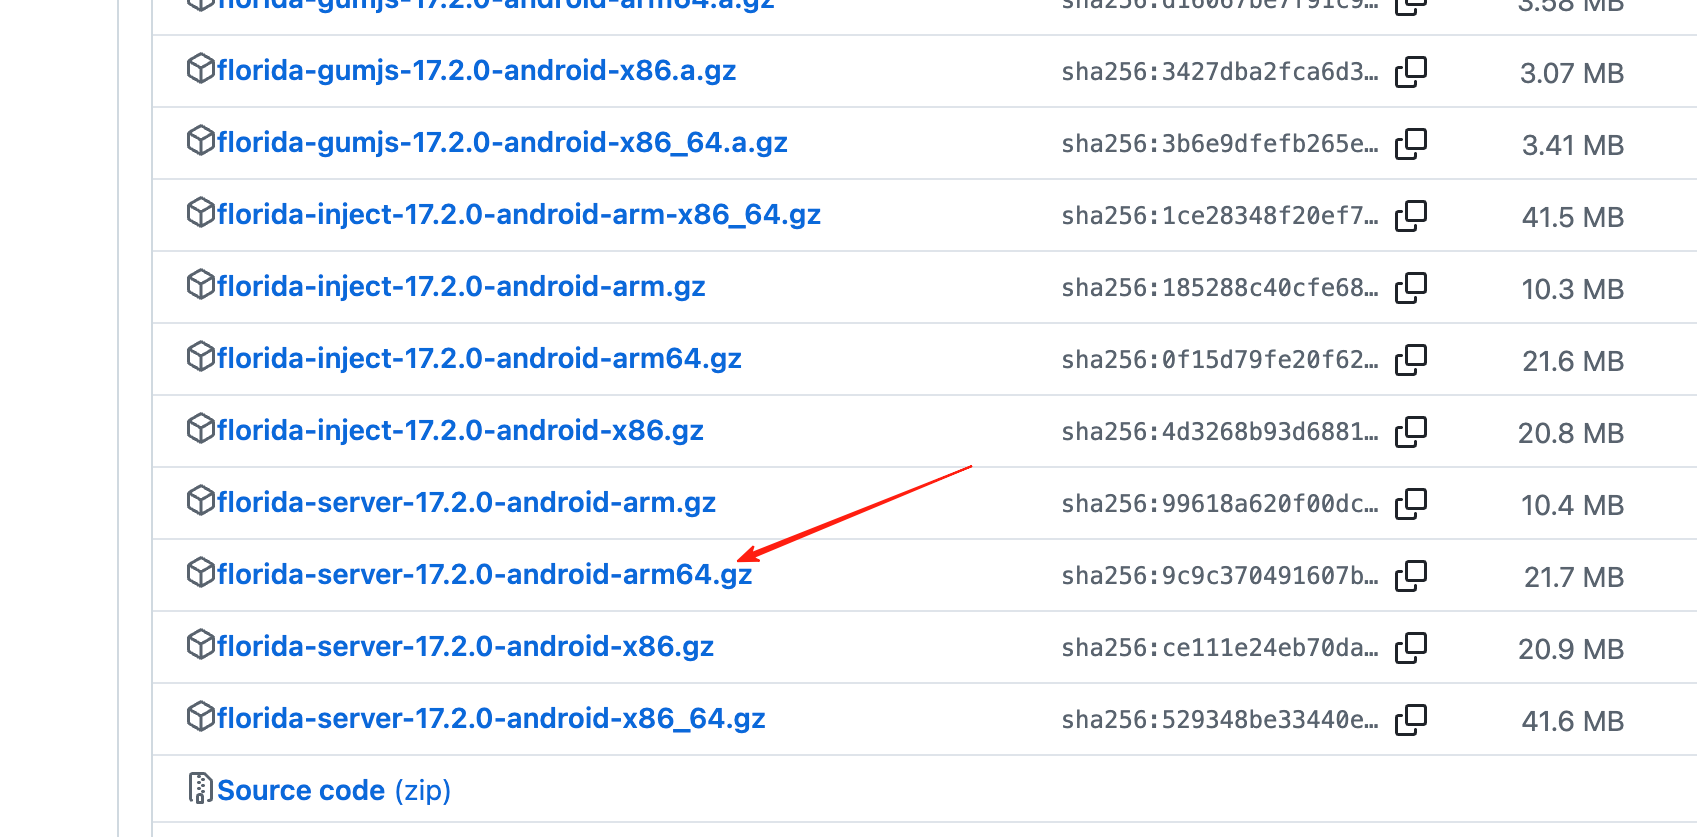 florida-gumjs-17.2.0-android-arm64.a.gz sha256:d16067be7f91c9… 3.58 MB
florida-gumjs-17.2.0-android-x86.a.gz sha256:3427dba2fca6d3… 3.07 MB
florida-gumjs-17.2.0-android-x86_64.a.gz sha256:3b6e9dfefb265e… 3.41 MB
florida-inject-17.2.0-android-arm-x86_64.gz sha256:1ce28348f20ef7… 41.5 MB
florida-inject-17.2.0-android-arm.gz sha256:185288c40cfe68… 10.3 MB
florida-inject-17.2.0-android-arm64.gz sha256:0f15d79fe20f62… 21.6 MB
florida-inject-17.2.0-android-x86.gz sha256:4d3268b93d6881… 20.8 MB
florida-server-17.2.0-android-arm.gz sha256:99618a620f00dc… 10.4 MB
florida-server-17.2.0-android-arm64.gz sha256:9c9c370491607b… 21.7 MB
florida-server-17.2.0-android-x86.gz sha256:ce111e24eb70da… 20.9 MB
florida-server-17.2.0-android-x86_64.gz sha256:529348be33440e… 41.6 MB
Source code (zip)